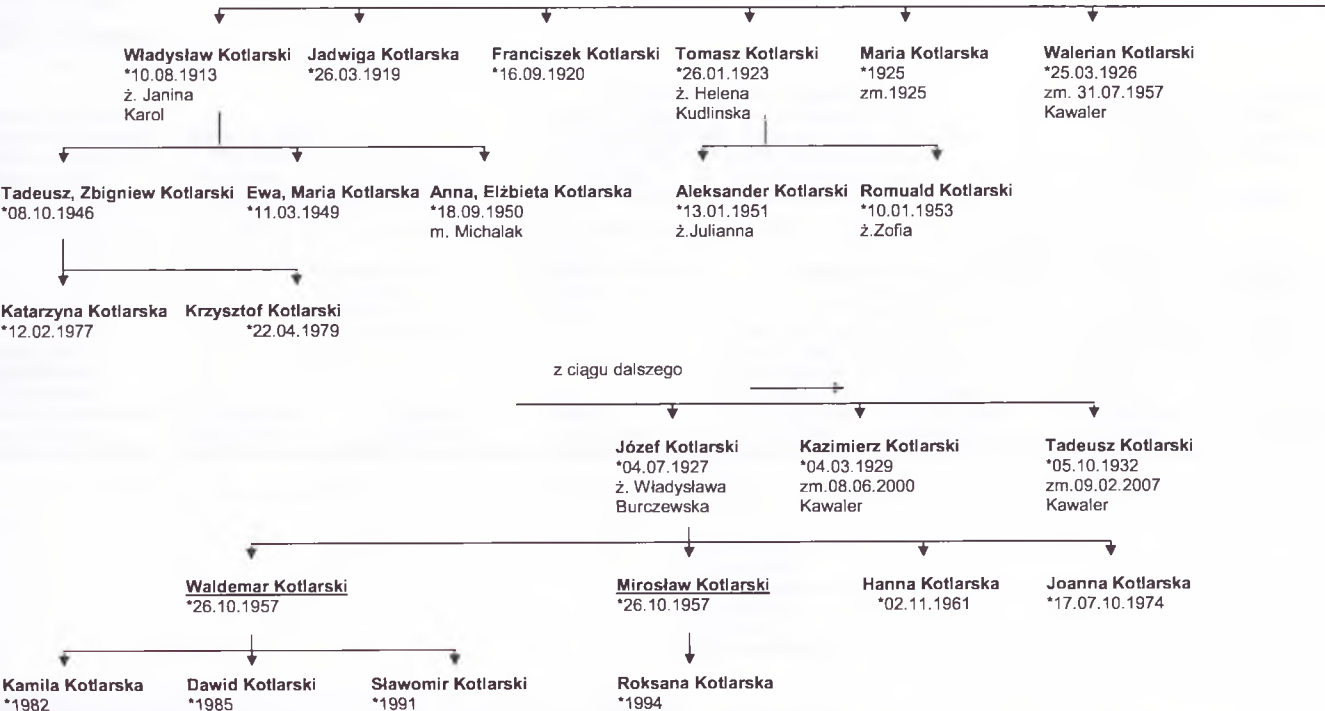 Władysław Kotlarski
*10.08.1913
ż. Janina
Karol
Jadwiga Kotlarska
*26.03.1919
Franciszek Kotlarski
*16.09.1920
Tomasz Kotlarski
*26.01.1923
ż. Helena
Kudlinska
Maria Kotlarska
*1925
zm.1925
Walerian Kotlarski
*25.03.1926
zm. 31.07.1957
Kawaler
Tadeusz, Zbigniew Kotlarski
*08.10.1946
Ewa, Maria Kotlarska
*11.03.1949
Anna, Elżbieta Kotlarska
*18.09.1950
m. Michalak
Aleksander Kotlarski
*13.01.1951
ż.Julianna
Romuald Kotlarski
*10.01.1953
ż.Zofia
Katarzyna Kotlarska
*12.02.1977
Krzysztof Kotlarski
*22.04.1979
z ciągu dalszego
Józef Kotlarski
*04.07.1927
ż. Władysława
Burczewska
Kazimierz Kotlarski
*04.03.1929
zm.08.06.2000
Kawaler
Tadeusz Kotlarski
*05.10.1932
zm.09.02.2007
Kawaler
Waldemar Kotlarski
*26.10.1957
Mirosław Kotlarski
*26.10.1957
Hanna Kotlarska
*02.11.1961
Joanna Kotlarska
*17.07.10.1974
Kamila Kotlarska
*1982
Dawid Kotlarski
*1985
Sławomir Kotlarski
*1991
Roksana Kotlarska
*1994